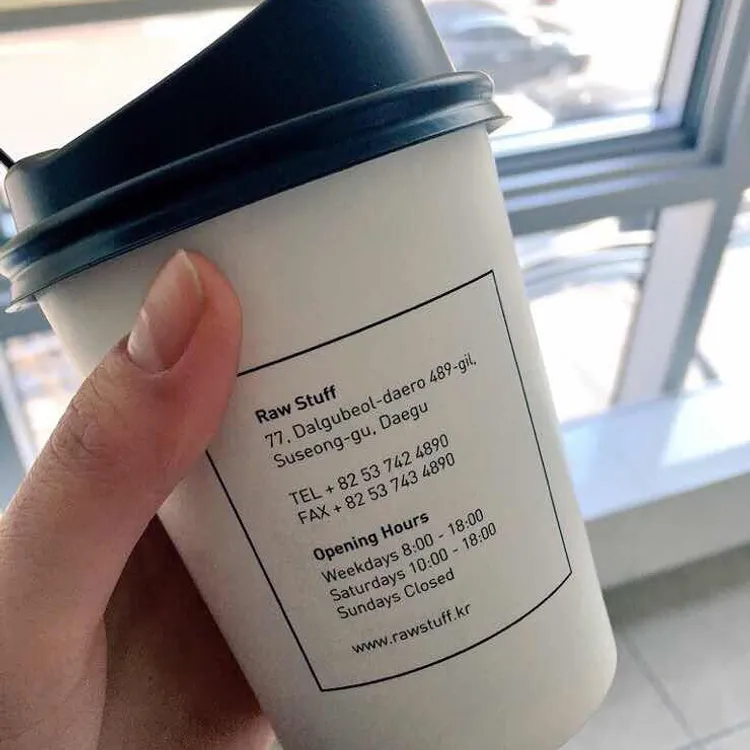 Raw Stuff
77, Dalgubeol-daero 489-gil,
Suseong-gu, Daegu
TEL + 82 53 742 4890
FAX + 82 53 743 4890
Opening Hours
Weekdays 8:00 - 18:00
Saturdays 10:00 - 18:00
Sundays Closed
www.rawstuff.kr